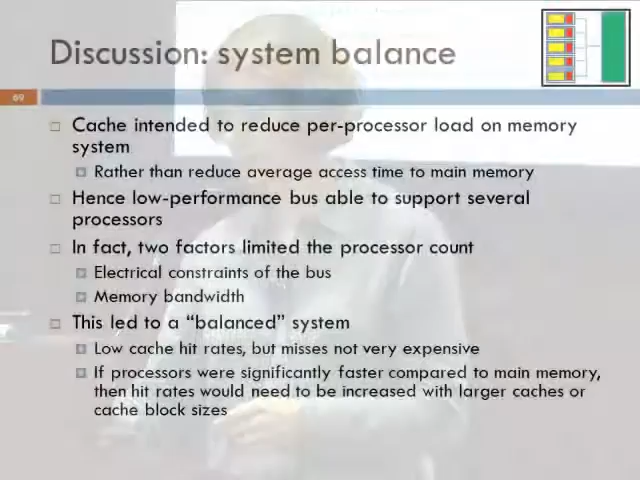 Discussion: system balance
69
Cache intended to reduce per-processor load on memory
system
Rather than reduce average access time to main memory
Hence low-performance bus able to support several
processors
In fact, two factors limited the processor count
Electrical constraints of the bus
Memory bandwidth
This led to a “balanced” system
Low cache hit rates, but misses not very expensive
If processors were significantly faster compared to main memory,
then hit rates would need to be increased with larger caches or
cache block sizes